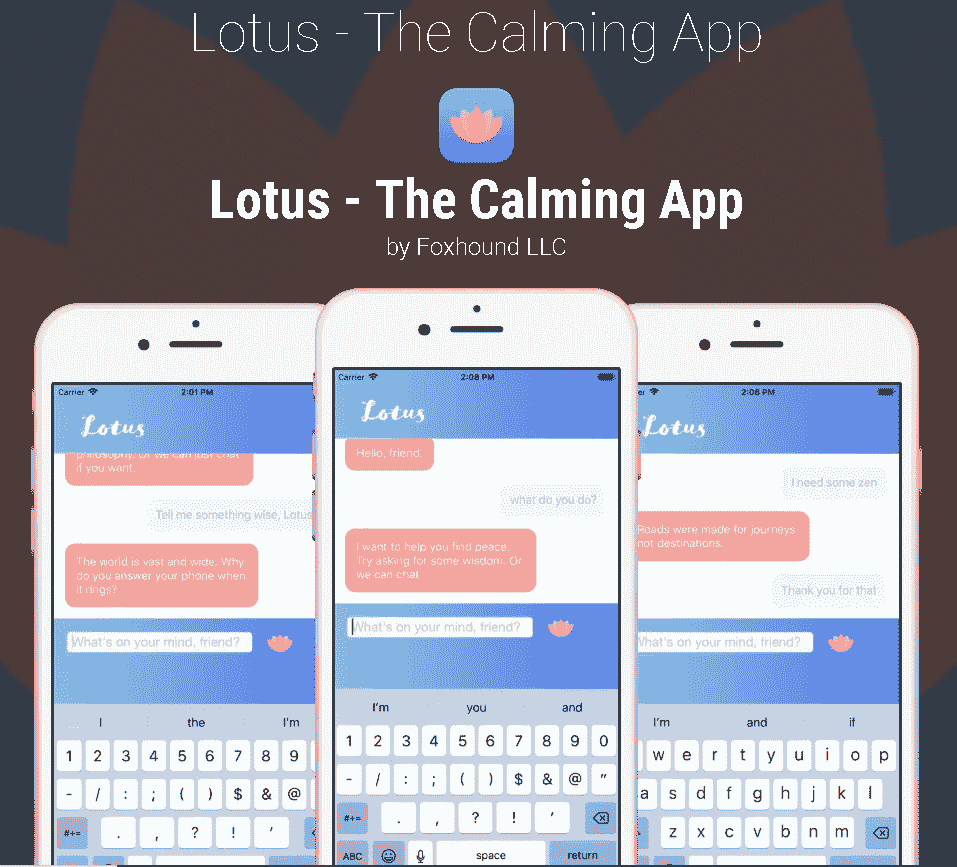 Lotus - The Calming App
Lotus - The Calming App
by Foxhound LLC
Carrier
2:01 PM
Lotus
philosophy. Or we can just chat
if you want.
Tell me something wise, Lotus
The world is vast and wide. Why
do you answer your phone when
it rings?
What's on your mind, friend?
I the I'm
1 2 3 4 5 6 7 8 9
- / : ; ( ) $ & @
#+= . , ? ! '
Carrier
2:08 PM
Lotus
Hello, friend.
what do you do?
I want to help you find peace.
Try asking for some wisdom. Or
we can chat
What's on your mind, friend?
I'm you and
1 2 3 4 5 6 7 8 9 0
- / : ; ( ) $ & @ "
#+= . , ? ! '
ABC space return
er
2:08 PM
Lotus
I need some zen
Roads were made for journeys
not destinations.
Thank you for that
What's on your mind, friend?
I'm and if
w e r t y u i o p
a s d f g h j k l
z x c v b n m